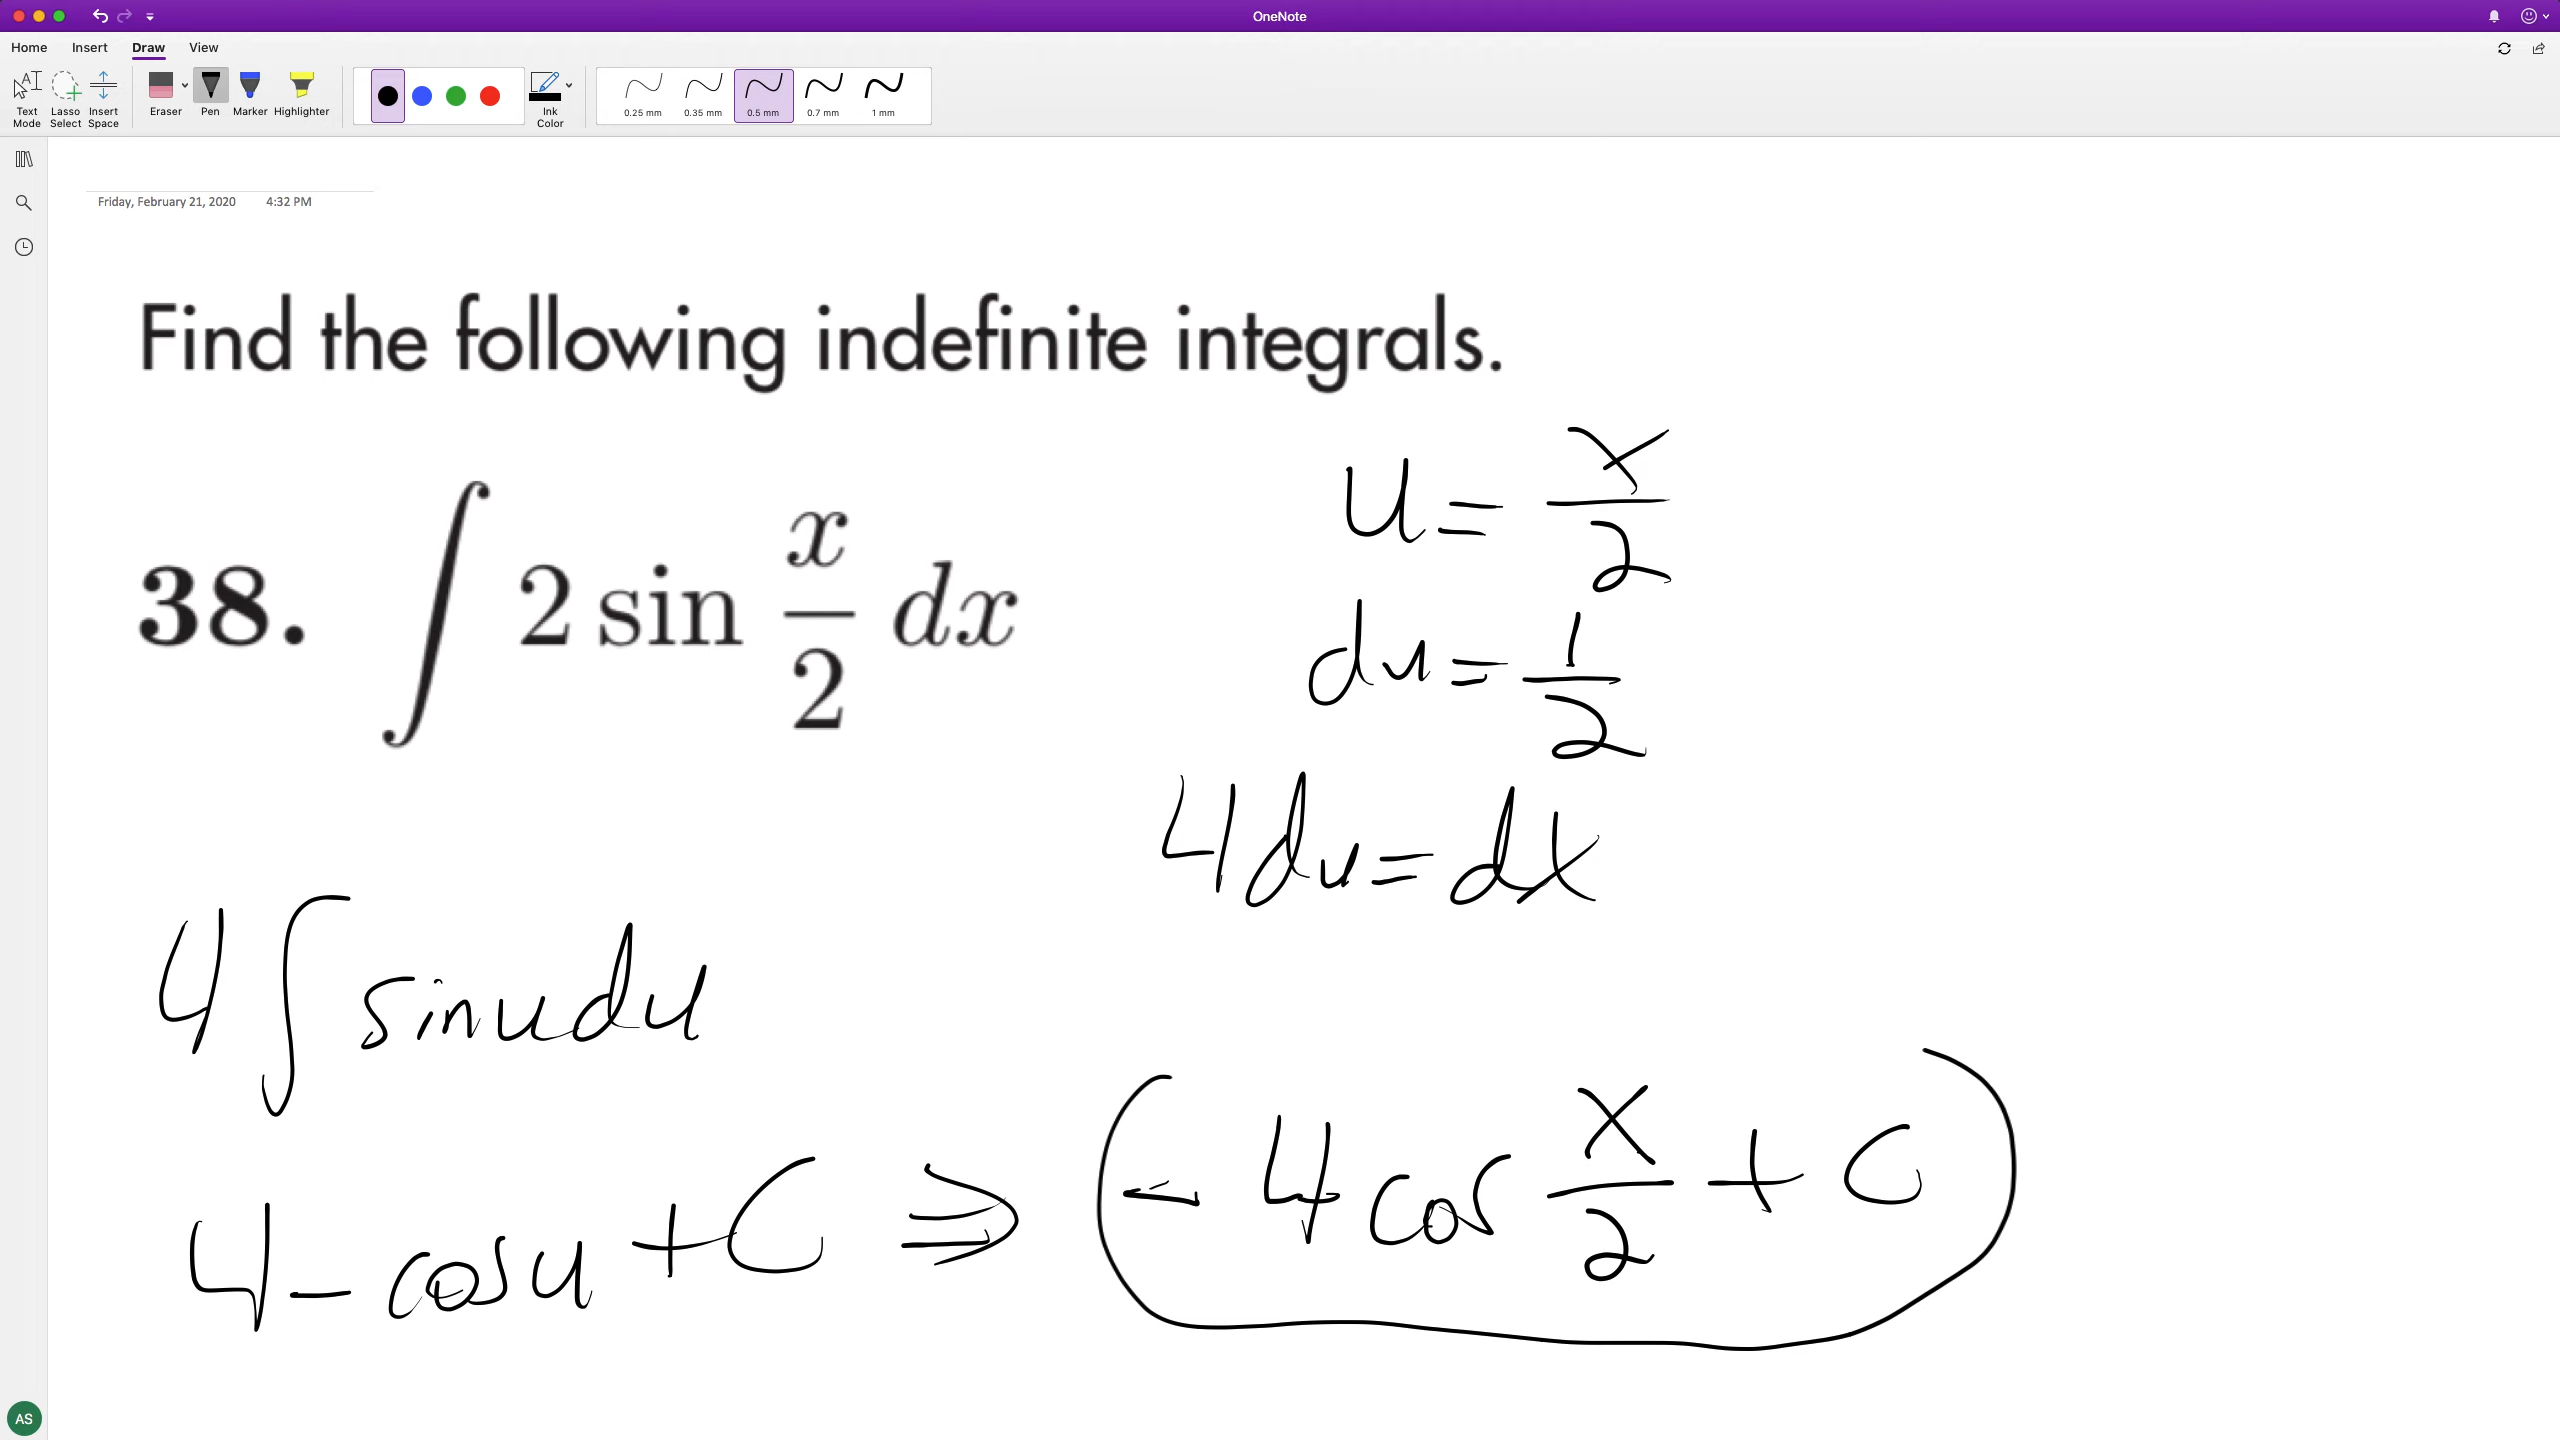 OneNote
Home Insert Draw View
Text Mode Lasso Select Insert Space Eraser Pen Marker Highlighter Ink Color 0.25 mm 0.35 mm 0.5 mm 0.7 mm 1 mm
Friday, February 21, 2020 4:32 PM
Find the following indefinite integrals.
38. ∫ 2 sin x/2 dx
u = x/2
du = 1/2
4du = dx
4∫ sinudu
4 - cosu + C ⇒ - 4 cos x/2 + C
AS